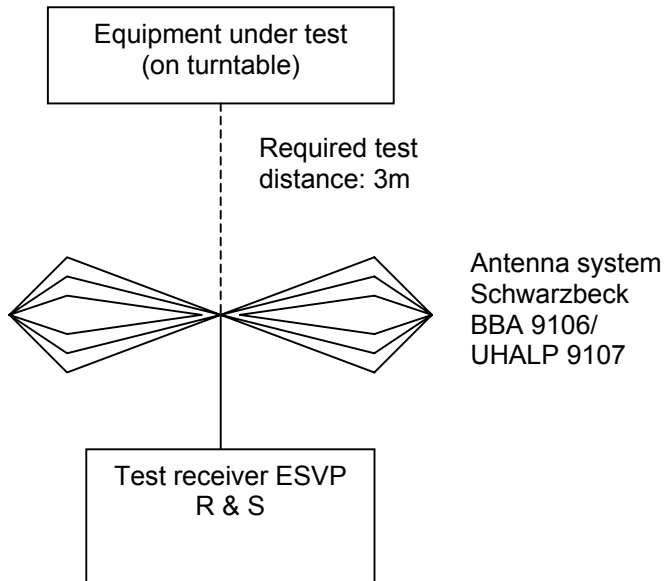 Equipment under test
(on turntable)
Required test
distance: 3m
Antenna system
Schwarzbeck
BBA 9106/
UHALP 9107
Test receiver ESVP
R & S